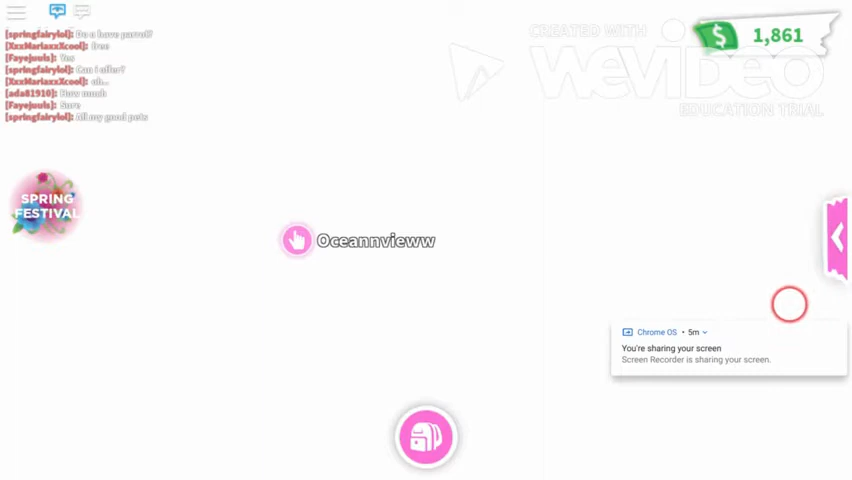 [springfairylol]: Do u have parrot?
[XxxMariaxxXcool]: free
[Fayejuuls]: Yes
[springfairylol]: Can i offer?
[XxxMariaxxXcool]: oh...
[ada81910]: How much
[Fayejuuls]: Sure
[springfairylol]: All my good pets
CREATED WITH
WeVideo
EDUCATION TRIAL
$ 1,861
SPRING
FESTIVAL
Oceannvieww
Chrome OS • 5m
You're sharing your screen
Screen Recorder is sharing your screen.